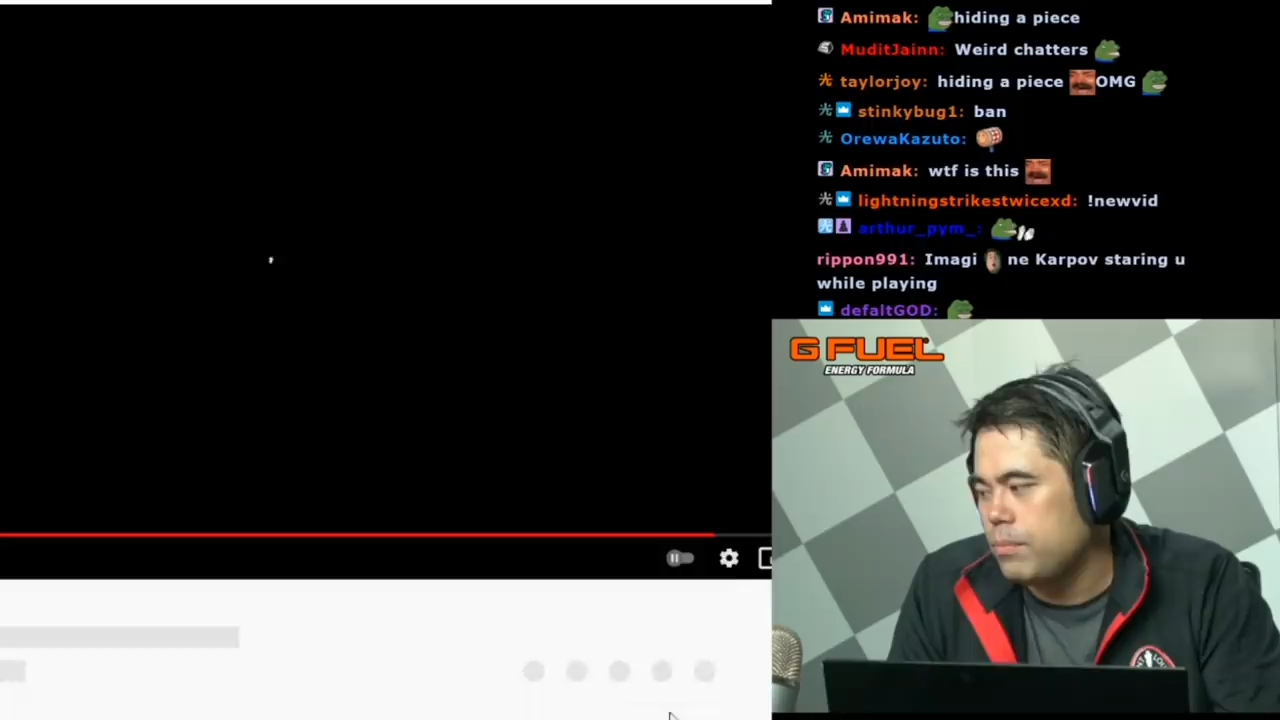 Amimak: hiding a piece
MuditJainn: Weird chatters
taylorjoy: hiding a piece OMG
stinkybug1: ban
OrewaKazuto:
Amimak: wtf is this
lightningstrikestwicexd: !newvid
arthur_pym_:
rippon991: Imagi ne Karpov staring u
while playing
defaltGOD:
G FUEL
ENERGY FORMULA